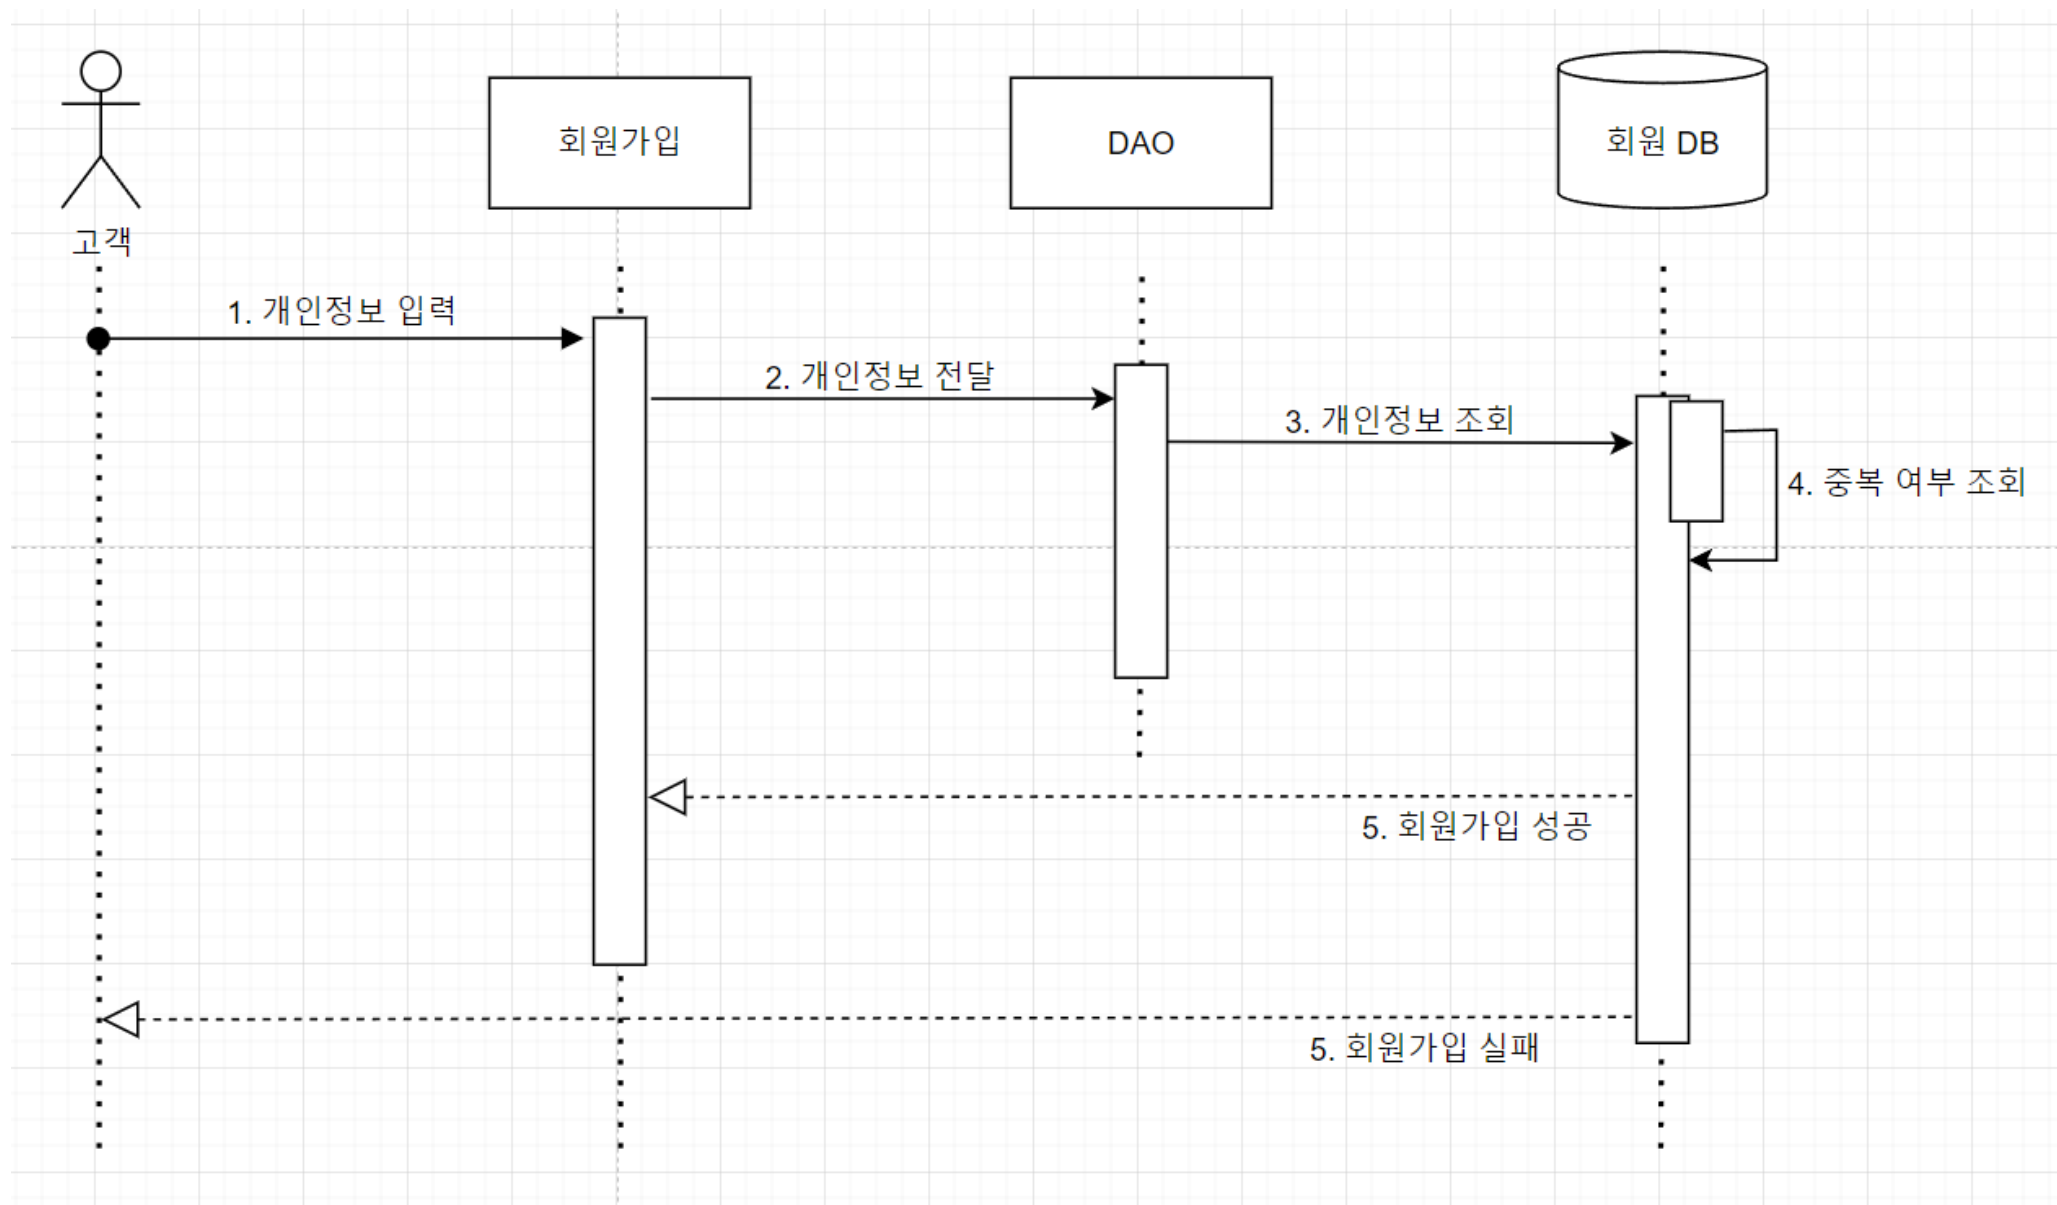 회원가입
DAO
회원 DB
고객
1. 개인정보 입력
2. 개인정보 전달
3. 개인정보 조회
4. 중복 여부 조회
5. 회원가입 성공
5. 회원가입 실패